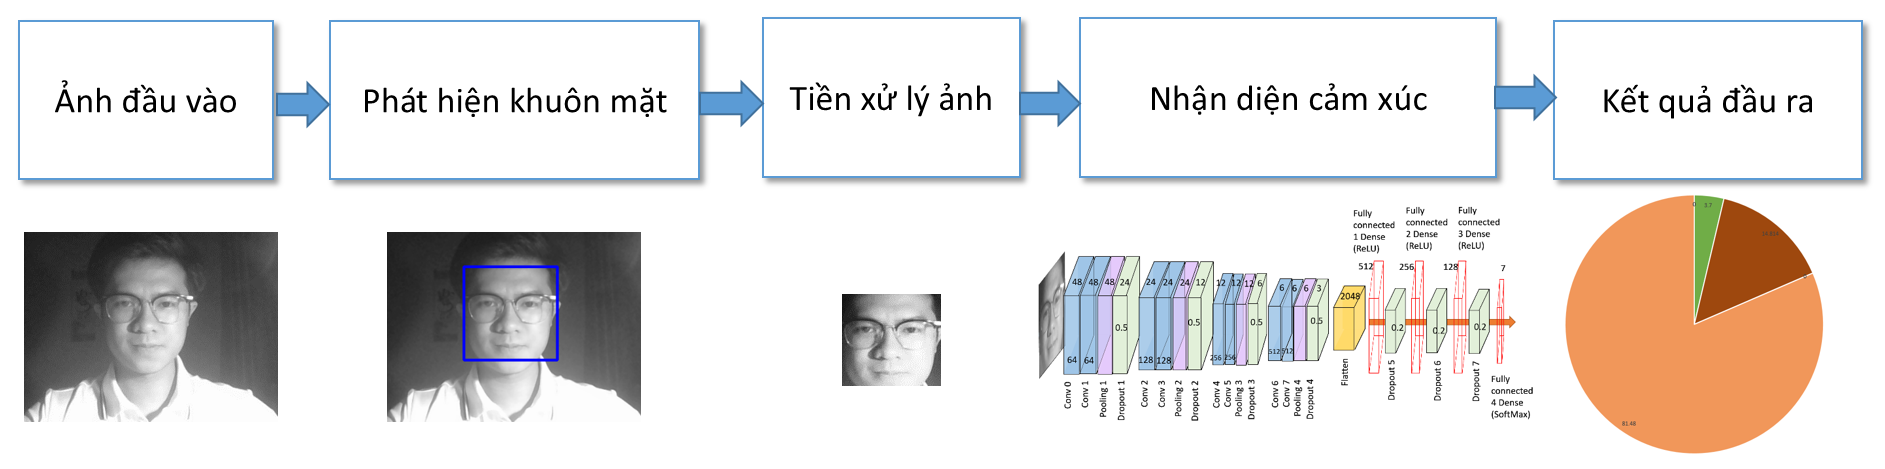 Ảnh đầu vào
Phát hiện khuôn mặt
Tiền xử lý ảnh
Nhận diện cảm xúc
Kết quả đầu ra
Fully
connected
1 Dense
(ReLU)
Fully
connected
2 Dense
(ReLU)
Fully
connected
3 Dense
(ReLU)
512
256
128
7
48 48 48 24
24 24 24 12
12 12 12 6
6 6 6 3
2048
0.5
0.5
0.5
0.5
0.2
0.2
0.2
64 64
128 128
256 256
512 512
Conv 0
Conv 1
Pooling 1
Dropout 1
Conv 2
Conv 3
Pooling 2
Dropout 2
Conv 4
Conv 5
Pooling 3
Dropout 3
Conv 6
Conv 7
Pooling 4
Dropout 4
Flatten
Dropout 5
Dropout 6
Dropout 7
Fully
connected
4 Dense
(SoftMax)
0
3.7
81.48